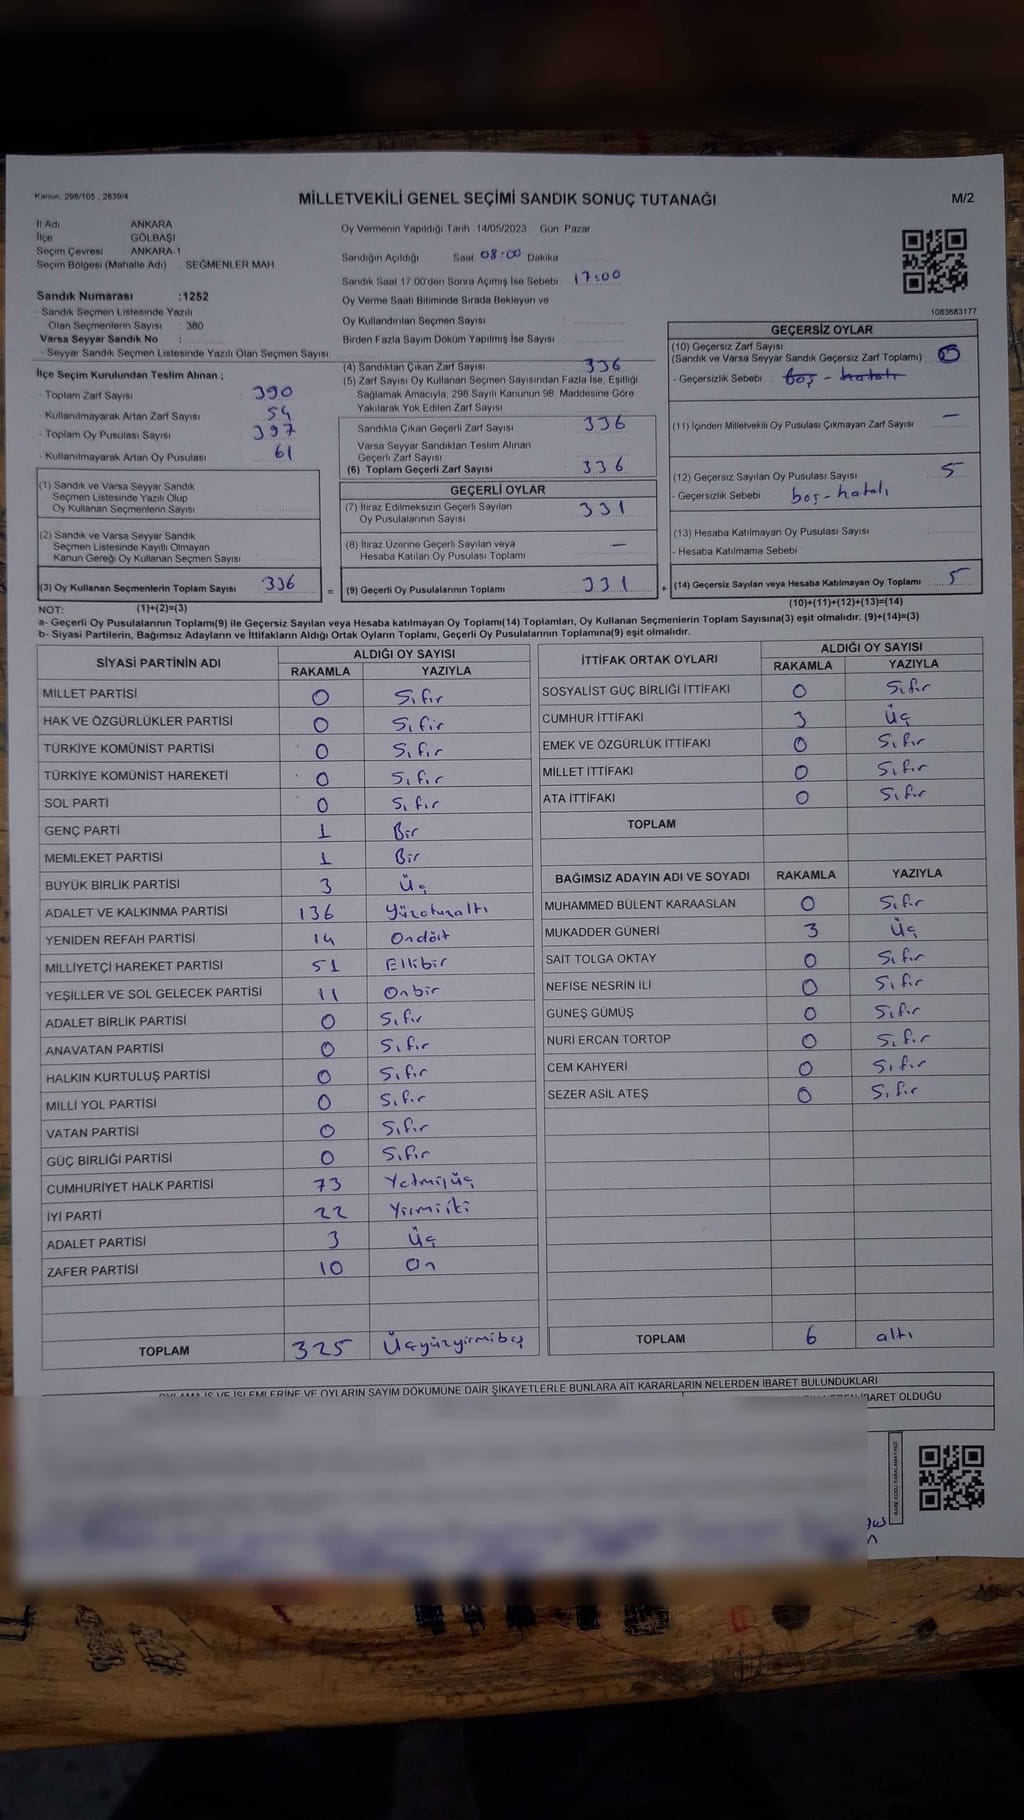 Kanun, 298/105 , 2839/4
MİLLETVEKİLİ GENEL SEÇİMİ SANDIK SONUÇ TUTANAĞI
M/2
İl Adı ANKARA
İlçe GÖLBAŞI
Seçim Çevresi ANKARA-1
Seçim Bölgesi (Mahalle Adı) : SEĞMENLER MAH
Oy Vermenin Yapıldığı Tarih 14/05/2023 Gün Pazar
Sandığın Açıldığı Saat 08:00 Dakika
Sandık Saat 17.00'den Sonra Açımış İse Sebebi : 17:00
Oy Verme Saati Bitiminde Sırada Bekleyen ve
Oy Kullandırılan Seçmen Sayısı
Birden Fazla Sayım Döküm Yapılmış İse Sayısı :
1083683177
Sandık Numarası :1252
- Sandık Seçmen Listesinde Yazılı
Olan Seçmenlerin Sayısı : 380
Varsa Seyyar Sandık No :
- Seyyar Sandık Seçmen Listesinde Yazılı Olan Seçmen Sayısı:
İlçe Seçim Kurulundan Teslim Alınan ;
- Toplam Zarf Sayısı 390
- Kullanılmayarak Artan Zarf Sayısı : 54
- Toplam Oy Pusulası Sayısı : 397
- Kullanılmayarak Artan Oy Pusulası : 61
(1) Sandık ve Varsa Seyyar Sandık
Seçmen Listesinde Yazılı Olup
Oy Kullanan Seçmenlerin Sayısı :
(2) Sandık ve Varsa Seyyar Sandık
Seçmen Listesinde Kayıtlı Olmayan
Kanun Gereği Oy Kullanan Seçmen Sayısı :
(3) Oy Kullanan Seçmenlerin Toplam Sayısı : 336
(4) Sandıktan Çıkan Zarf Sayısı : 336
(5) Zarf Sayısı Oy Kullanan Seçmen Sayısından Fazla İse, Eşitliği
Sağlamak Amacıyla, 298 Sayılı Kanunun 98. Maddesine Göre
Yakılarak Yok Edilen Zarf Sayısı :
Sandıkta Çıkan Geçerli Zarf Sayısı : 336
Varsa Seyyar Sandıktan Teslim Alınan
Geçerli Zarf Sayısı :
(6) Toplam Geçerli Zarf Sayısı : 336
GEÇERLİ OYLAR
(7) İtiraz Edilmeksizin Geçerli Sayılan
Oy Pusulalarının Sayısı : 331
(8) İtiraz Üzerine Geçerli Sayılan veya
Hesaba Katılan Oy Pusulası Toplamı : —
= (9) Geçerli Oy Pusulalarının Toplamı : 331
GEÇERSİZ OYLAR
(10) Geçersiz Zarf Sayısı
(Sandık ve Varsa Seyyar Sandık Geçersiz Zarf Toplamı) :
- Geçersizlik Sebebi : boş - hatalı
(11) İçinden Milletvekili Oy Pusulası Çıkmayan Zarf Sayısı : —
(12) Geçersiz Sayılan Oy Pusulası Sayısı : 5
- Geçersizlik Sebebi : boş-hatalı
(13) Hesaba Katılmayan Oy Pusulası Sayısı :
- Hesaba Katılmama Sebebi :
+ (14) Geçersiz Sayılan veya Hesaba Katılmayan Oy Toplamı : 5
NOT: (1)+(2)=(3)
(10)+(11)+(12)+(13)=(14)
a- Geçerli Oy Pusulalarının Toplamı(9) ile Geçersiz Sayılan veya Hesaba katılmayan Oy Toplamı(14) Toplamları, Oy Kullanan Seçmenlerin Toplam Sayısına(3) eşit olmalıdır. (9)+(14)=(3)
b- Siyasi Partilerin, Bağımsız Adayların ve İttifakların Aldığı Ortak Oyların Toplamı, Geçerli Oy Pusulalarının Toplamına(9) eşit olmalıdır.
SİYASİ PARTİNİN ADI ALDIĞI OY SAYISI
RAKAMLA YAZIYLA
MİLLET PARTİSİ 0 Sıfır
HAK VE ÖZGÜRLÜKLER PARTİSİ 0 Sıfır
TÜRKİYE KOMÜNİST PARTİSİ 0 Sıfır
TÜRKİYE KOMÜNİST HAREKETİ 0 Sıfır
SOL PARTİ 0 Sıfır
GENÇ PARTİ 1 Bir
MEMLEKET PARTİSİ 1 Bir
BÜYÜK BİRLİK PARTİSİ 3 Üç
ADALET VE KALKINMA PARTİSİ 136 Yüzotuzaltı
YENİDEN REFAH PARTİSİ 14 Ondört
MİLLİYETÇİ HAREKET PARTİSİ 51 Ellibir
YEŞİLLER VE SOL GELECEK PARTİSİ 11 Onbir
ADALET BİRLİK PARTİSİ 0 Sıfır
ANAVATAN PARTİSİ 0 Sıfır
HALKIN KURTULUŞ PARTİSİ 0 Sıfır
MİLLİ YOL PARTİSİ 0 Sıfır
VATAN PARTİSİ 0 Sıfır
GÜÇ BİRLİĞİ PARTİSİ 0 Sıfır
CUMHURİYET HALK PARTİSİ 73 Yetmişüç
İYİ PARTİ 22 Yirmiiki
ADALET PARTİSİ 3 Üç
ZAFER PARTİSİ 10 On
TOPLAM 325 Üçyüzyirmibeş
İTTİFAK ORTAK OYLARI ALDIĞI OY SAYISI
RAKAMLA YAZIYLA
SOSYALİST GÜÇ BİRLİĞİ İTTİFAKI 0 Sıfır
CUMHUR İTTİFAKI 3 Üç
EMEK VE ÖZGÜRLÜK İTTİFAKI 0 Sıfır
MİLLET İTTİFAKI 0 Sıfır
ATA İTTİFAKI 0 Sıfır
TOPLAM
BAĞIMSIZ ADAYIN ADI VE SOYADI RAKAMLA YAZIYLA
MUHAMMED BÜLENT KARAASLAN 0 Sıfır
MUKADDER GÜNERİ 3 Üç
SAİT TOLGA OKTAY 0 Sıfır
NEFİSE NESRİN İLİ 0 Sıfır
GÜNEŞ GÜMÜŞ 0 Sıfır
NURİ ERCAN TORTOP 0 Sıfır
CEM KAHYERİ 0 Sıfır
SEZER ASİL ATEŞ 0 Sıfır
TOPLAM 6 altı
OYLAMA İŞ VE İŞLEMLERİNE VE OYLARIN SAYIM DÖKÜMÜNE DAİR ŞİKAYETLERLE BUNLARA AİT KARARLARIN NELERDEN İBARET BULUNDUKLARI
İBARET OLDUĞU